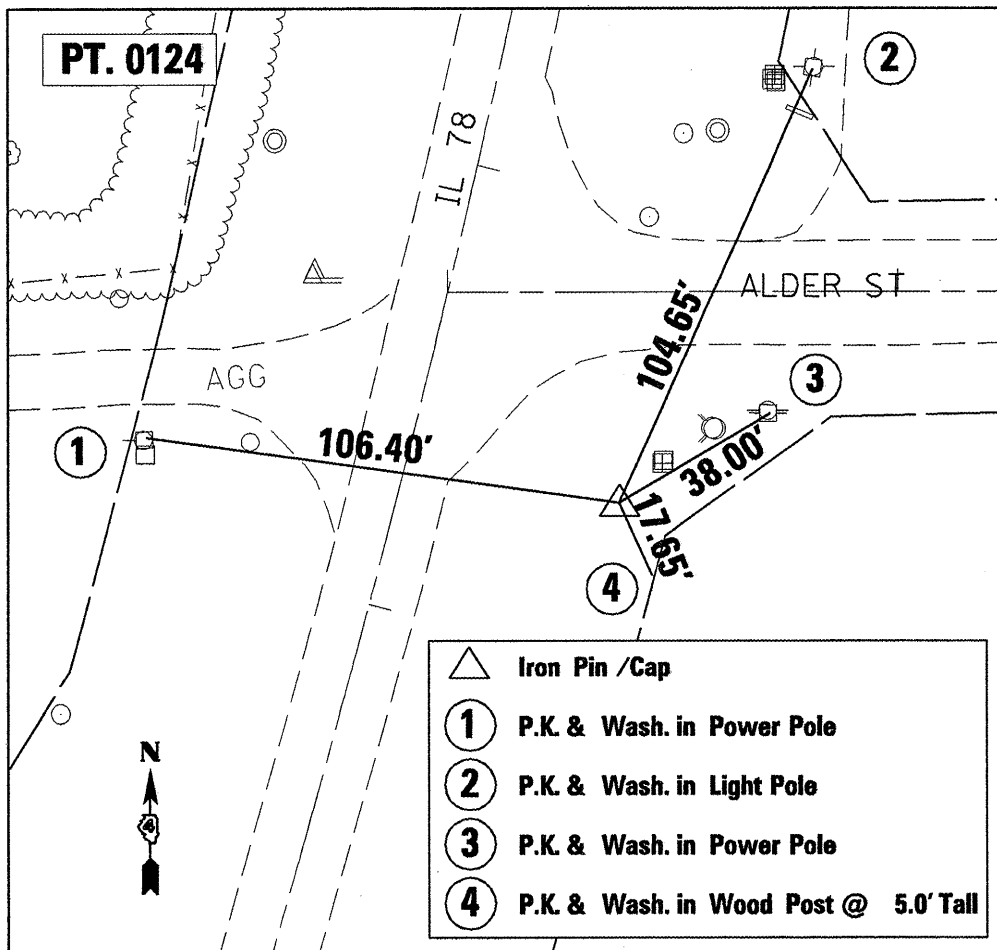 PT. 0124
2
IL 78
ALDER ST
104.65'
3
AGG
1
106.40'
38.00'
17.65'
4
Iron Pin /Cap
1 P.K. & Wash. in Power Pole
N
2 P.K. & Wash. in Light Pole
4
3 P.K. & Wash. in Power Pole
4 P.K. & Wash. in Wood Post @ 5.0' Tall